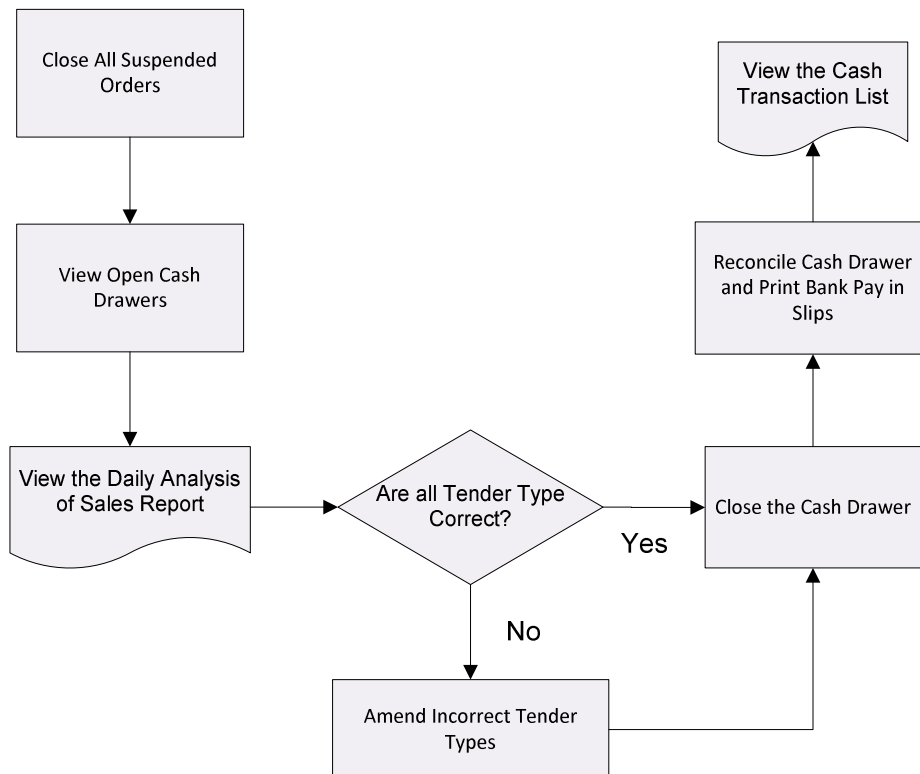 Close All Suspended
Orders
View Open Cash
Drawers
View the Daily Analysis
of Sales Report
Are all Tender Type
Correct?
Yes
No
Amend Incorrect Tender
Types
Close the Cash Drawer
Reconcile Cash Drawer
and Print Bank Pay in
Slips
View the Cash
Transaction List